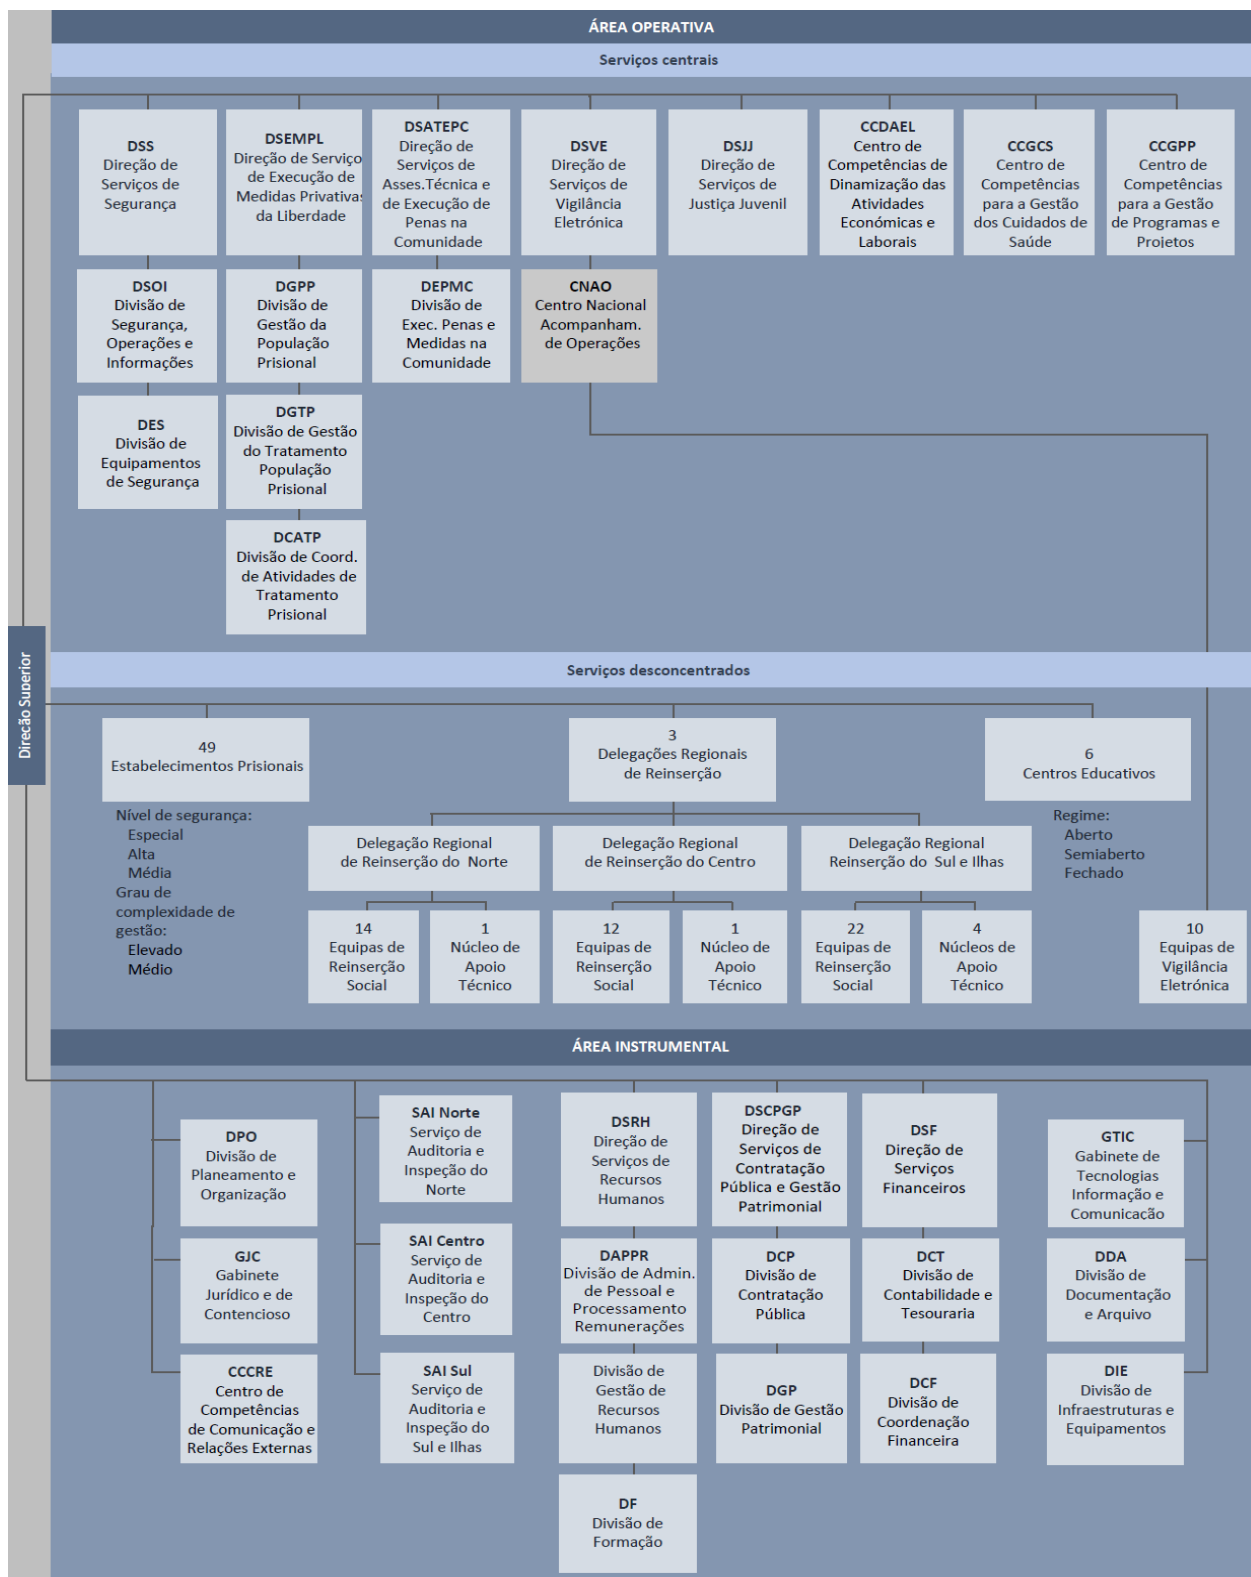 ÁREA OPERATIVA
Serviços centrais
DSS
Direção de
Serviços de
Segurança
DSEMPL
Direção de Serviço
de Execução de
Medidas Privativas
da Liberdade
DSATEPC
Direção de
Serviços de
Asses.Técnica e
de Execução de
Penas na
Comunidade
DSVE
Direção de
Serviços de
Vigilância
Eletrónica
DSJJ
Direção de
Serviços de
Justiça Juvenil
CCDAEL
Centro de
Competências de
Dinamização das
Atividades
Económicas e
Laborais
CCGCS
Centro de
Competências
para a Gestão
dos Cuidados de
Saúde
CCGPP
Centro de
Competências
para a Gestão
de Programas e
Projetos
DSOI
Divisão de
Segurança,
Operações e
Informações
DGPP
Divisão de
Gestão da
População
Prisional
DEPMC
Divisão de
Exec. Penas e
Medidas na
Comunidade
CNAO
Centro Nacional
Acompanham.
de Operações
DES
Divisão de
Equipamentos
de Segurança
DGTP
Divisão de Gestão
do Tratamento
População
Prisional
DCATP
Divisão de Coord.
de Atividades de
Tratamento
Prisional
Direcão Superior
Serviços desconcentrados
49
Estabelecimentos Prisionais
3
Delegações Regionais
de Reinserção
6
Centros Educativos
Nível de segurança:
Especial
Alta
Média
Grau de
complexidade de
gestão:
Elevado
Médio
Delegação Regional
de Reinserção do Norte
Delegação Regional
de Reinserção do Centro
Delegação Regional
Reinserção do Sul e Ilhas
Regime:
Aberto
Semiaberto
Fechado
14
Equipas de
Reinserção
Social
1
Núcleo de
Apoio
Técnico
12
Equipas de
Reinserção
Social
1
Núcleo de
Apoio
Técnico
22
Equipas de
Reinserção
Social
4
Núcleos de
Apoio
Técnico
10
Equipas de
Vigilância
Eletrónica
ÁREA INSTRUMENTAL
DPO
Divisão de
Planeamento e
Organização
SAI Norte
Serviço de
Auditoria e
Inspeção do
Norte
DSRH
Direção de
Serviços de
Recursos
Humanos
DSCPGP
Direção de
Serviços de
Contratação
Pública e Gestão
Patrimonial
DSF
Direção de
Serviços
Financeiros
GTIC
Gabinete de
Tecnologias
Informação e
Comunicação
GJC
Gabinete
Jurídico e de
Contencioso
SAI Centro
Serviço de
Auditoria e
Inspeção do
Centro
DAPPR
Divisão de Admin.
de Pessoal e
Processamento
Remunerações
DCP
Divisão de
Contratação
Pública
DCT
Divisão de
Contabilidade e
Tesouraria
DDA
Divisão de
Documentação
e Arquivo
CCCRE
Centro de
Competências
de Comunicação e
Relações Externas
SAI Sul
Serviço de
Auditoria e
Inspeção do
Sul e Ilhas
Divisão de
Gestão de
Recursos
Humanos
DGP
Divisão de Gestão
Patrimonial
DCF
Divisão de
Coordenação
Financeira
DIE
Divisão de
Infraestruturas e
Equipamentos
DF
Divisão de
Formação